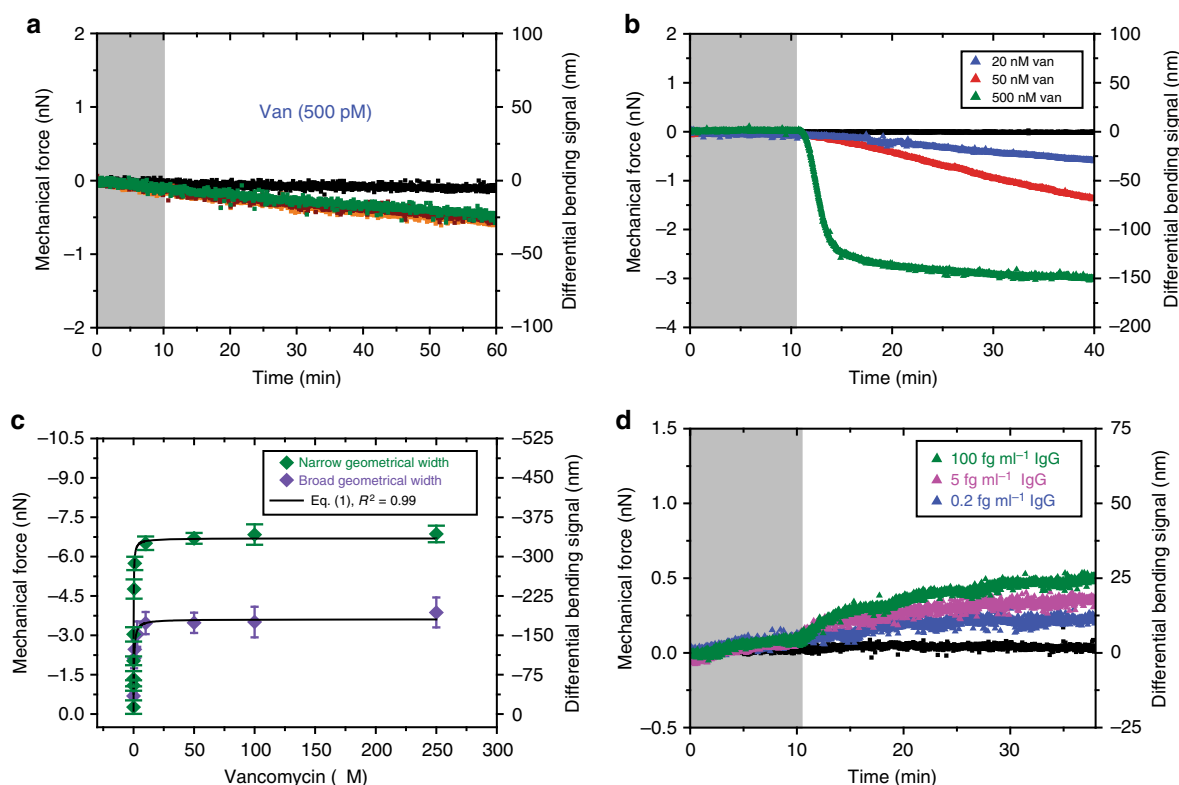 a
2
1
0
−1
−2
Mechanical force (nN)
100
50
0
−50
−100
Differential bending signal (nm)
Van (500 pM)
0 10 20 30 40 50 60
Time (min)
b
2
1
0
−1
−2
−3
−4
Mechanical force (nN)
100
50
0
−50
−100
−150
−200
Differential bending signal (nm)
20 nM van
50 nM van
500 nM van
0 10 20 30 40
Time (min)
c
−10.5
−9.0
−7.5
−6.0
−4.5
−3.0
−1.5
0.0
Mechanical force (nN)
−525
−450
−375
−300
−225
−150
−75
0
Differential bending signal (nm)
Narrow geometrical width
Broad geometrical width
Eq. (1), R² = 0.99
0 50 100 150 200 250 300
Vancomycin ( M)
d
1.5
1.0
0.5
0.0
−0.5
Mechanical force (nN)
75
50
25
0
−25
Differential bending signal (nm)
100 fg ml⁻¹ IgG
5 fg ml⁻¹ IgG
0.2 fg ml⁻¹ IgG
0 10 20 30
Time (min)